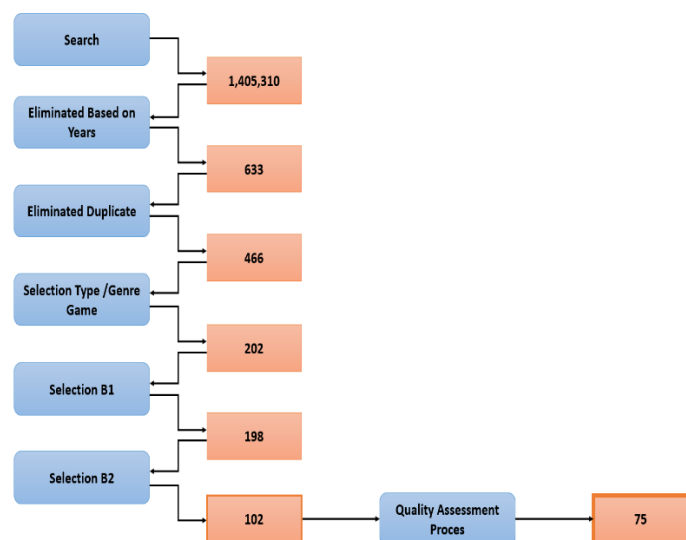 Search
1,405,310
Eliminated Based on
Years
633
Eliminated Duplicate
466
Selection Type /Genre
Game
202
Selection B1
198
Selection B2
102
Quality Assessment
Proces
75